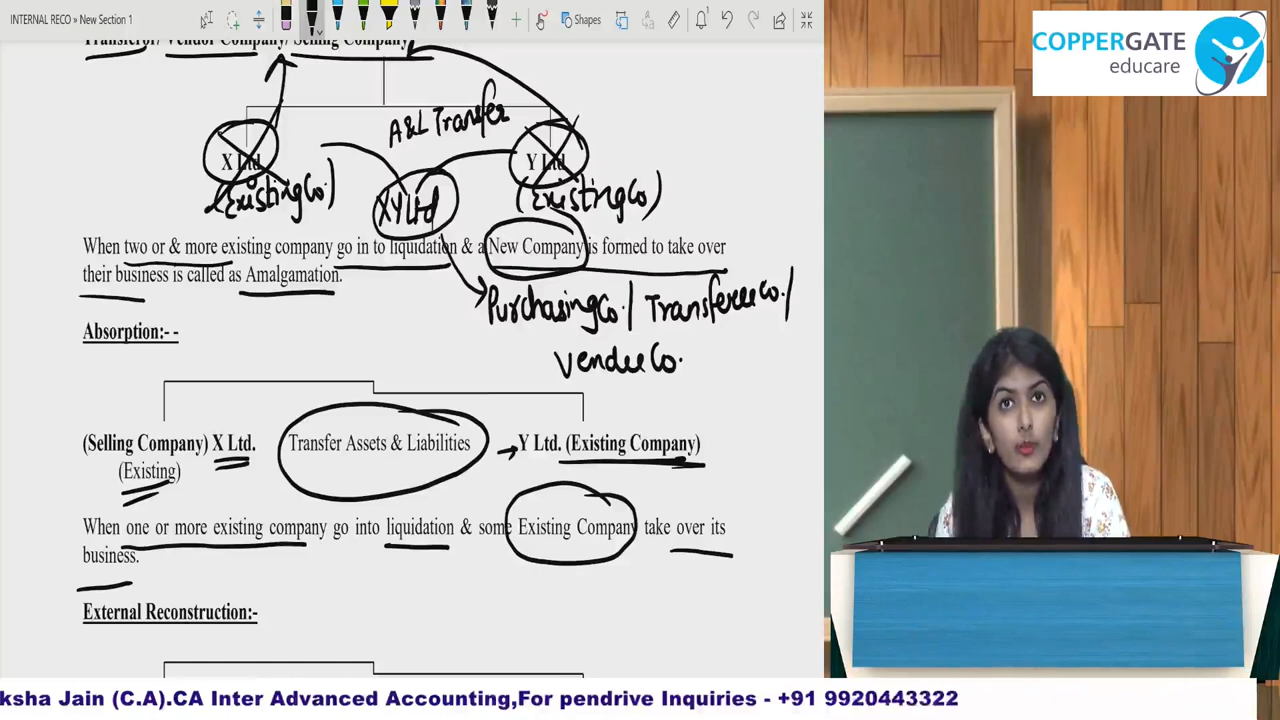 INTERNAL RECO » New Section 1
Shapes
COPPERGATE
educare
Transferor/ Vendor Company/ Selling Company
A&L Transfer
X Ltd
Y Ltd
(Existing Co.)
XY Ltd
(Existing Co)
When two or & more existing company go in to liquidation & a New Company is formed to take over
their business is called as Amalgamation.
Purchasing Co./ Transferee Co./
Vendee Co.
Absorption:- -
(Selling Company) X Ltd.
Transfer Assets & Liabilities
Y Ltd. (Existing Company)
(Existing)
When one or more existing company go into liquidation & some Existing Company take over its
business.
External Reconstruction:-
ksha Jain (C.A).CA Inter Advanced Accounting,For pendrive Inquiries - +91 9920443322